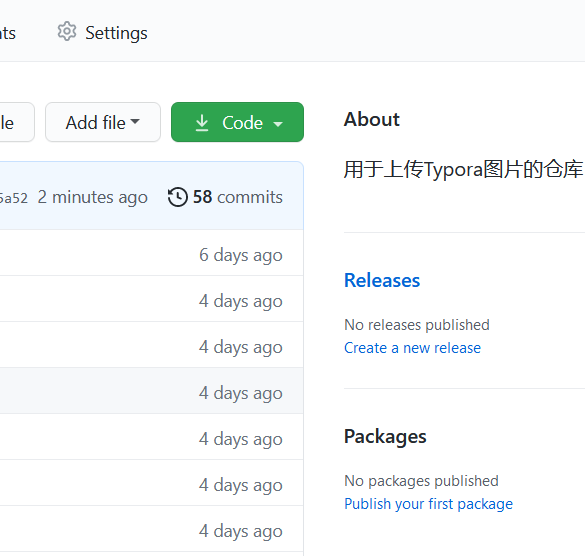 Settings
Add file
Code
About
用于上传Typora图片的仓库
5a52 2 minutes ago 58 commits
6 days ago
Releases
4 days ago
No releases published
4 days ago
Create a new release
4 days ago
4 days ago
Packages
4 days ago
No packages published
Publish your first package
4 days ago